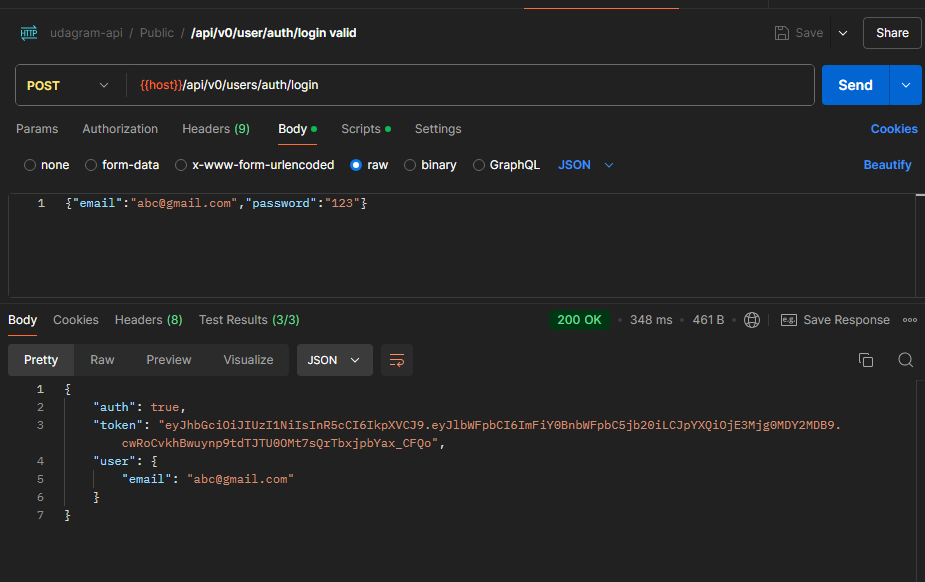 HTTP udagram-api / Public / /api/v0/user/auth/login valid Save Share
POST {{host}}/api/v0/users/auth/login Send
Params Authorization Headers (9) Body Scripts Settings Cookies
none form-data x-www-form-urlencoded raw binary GraphQL JSON Beautify
1 {"email":"abc@gmail.com","password":"123"}
Body Cookies Headers (8) Test Results (3/3) 200 OK 348 ms 461 B e.g. Save Response
Pretty Raw Preview Visualize JSON
1 {
2 "auth": true,
3 "token": "eyJhbGciOiJIUzI1NiIsInR5cCI6IkpXVCJ9.eyJlbWFpbCI6ImFiY0BnbWFpbC5jb20iLCJpYXQiOjE3Mjg0MDY2MDB9.
cwRoCvkhBwuynp9tdTJTU0OMt7sQrTbxjpbYax_CFQo",
4 "user": {
5 "email": "abc@gmail.com"
6 }
7 }